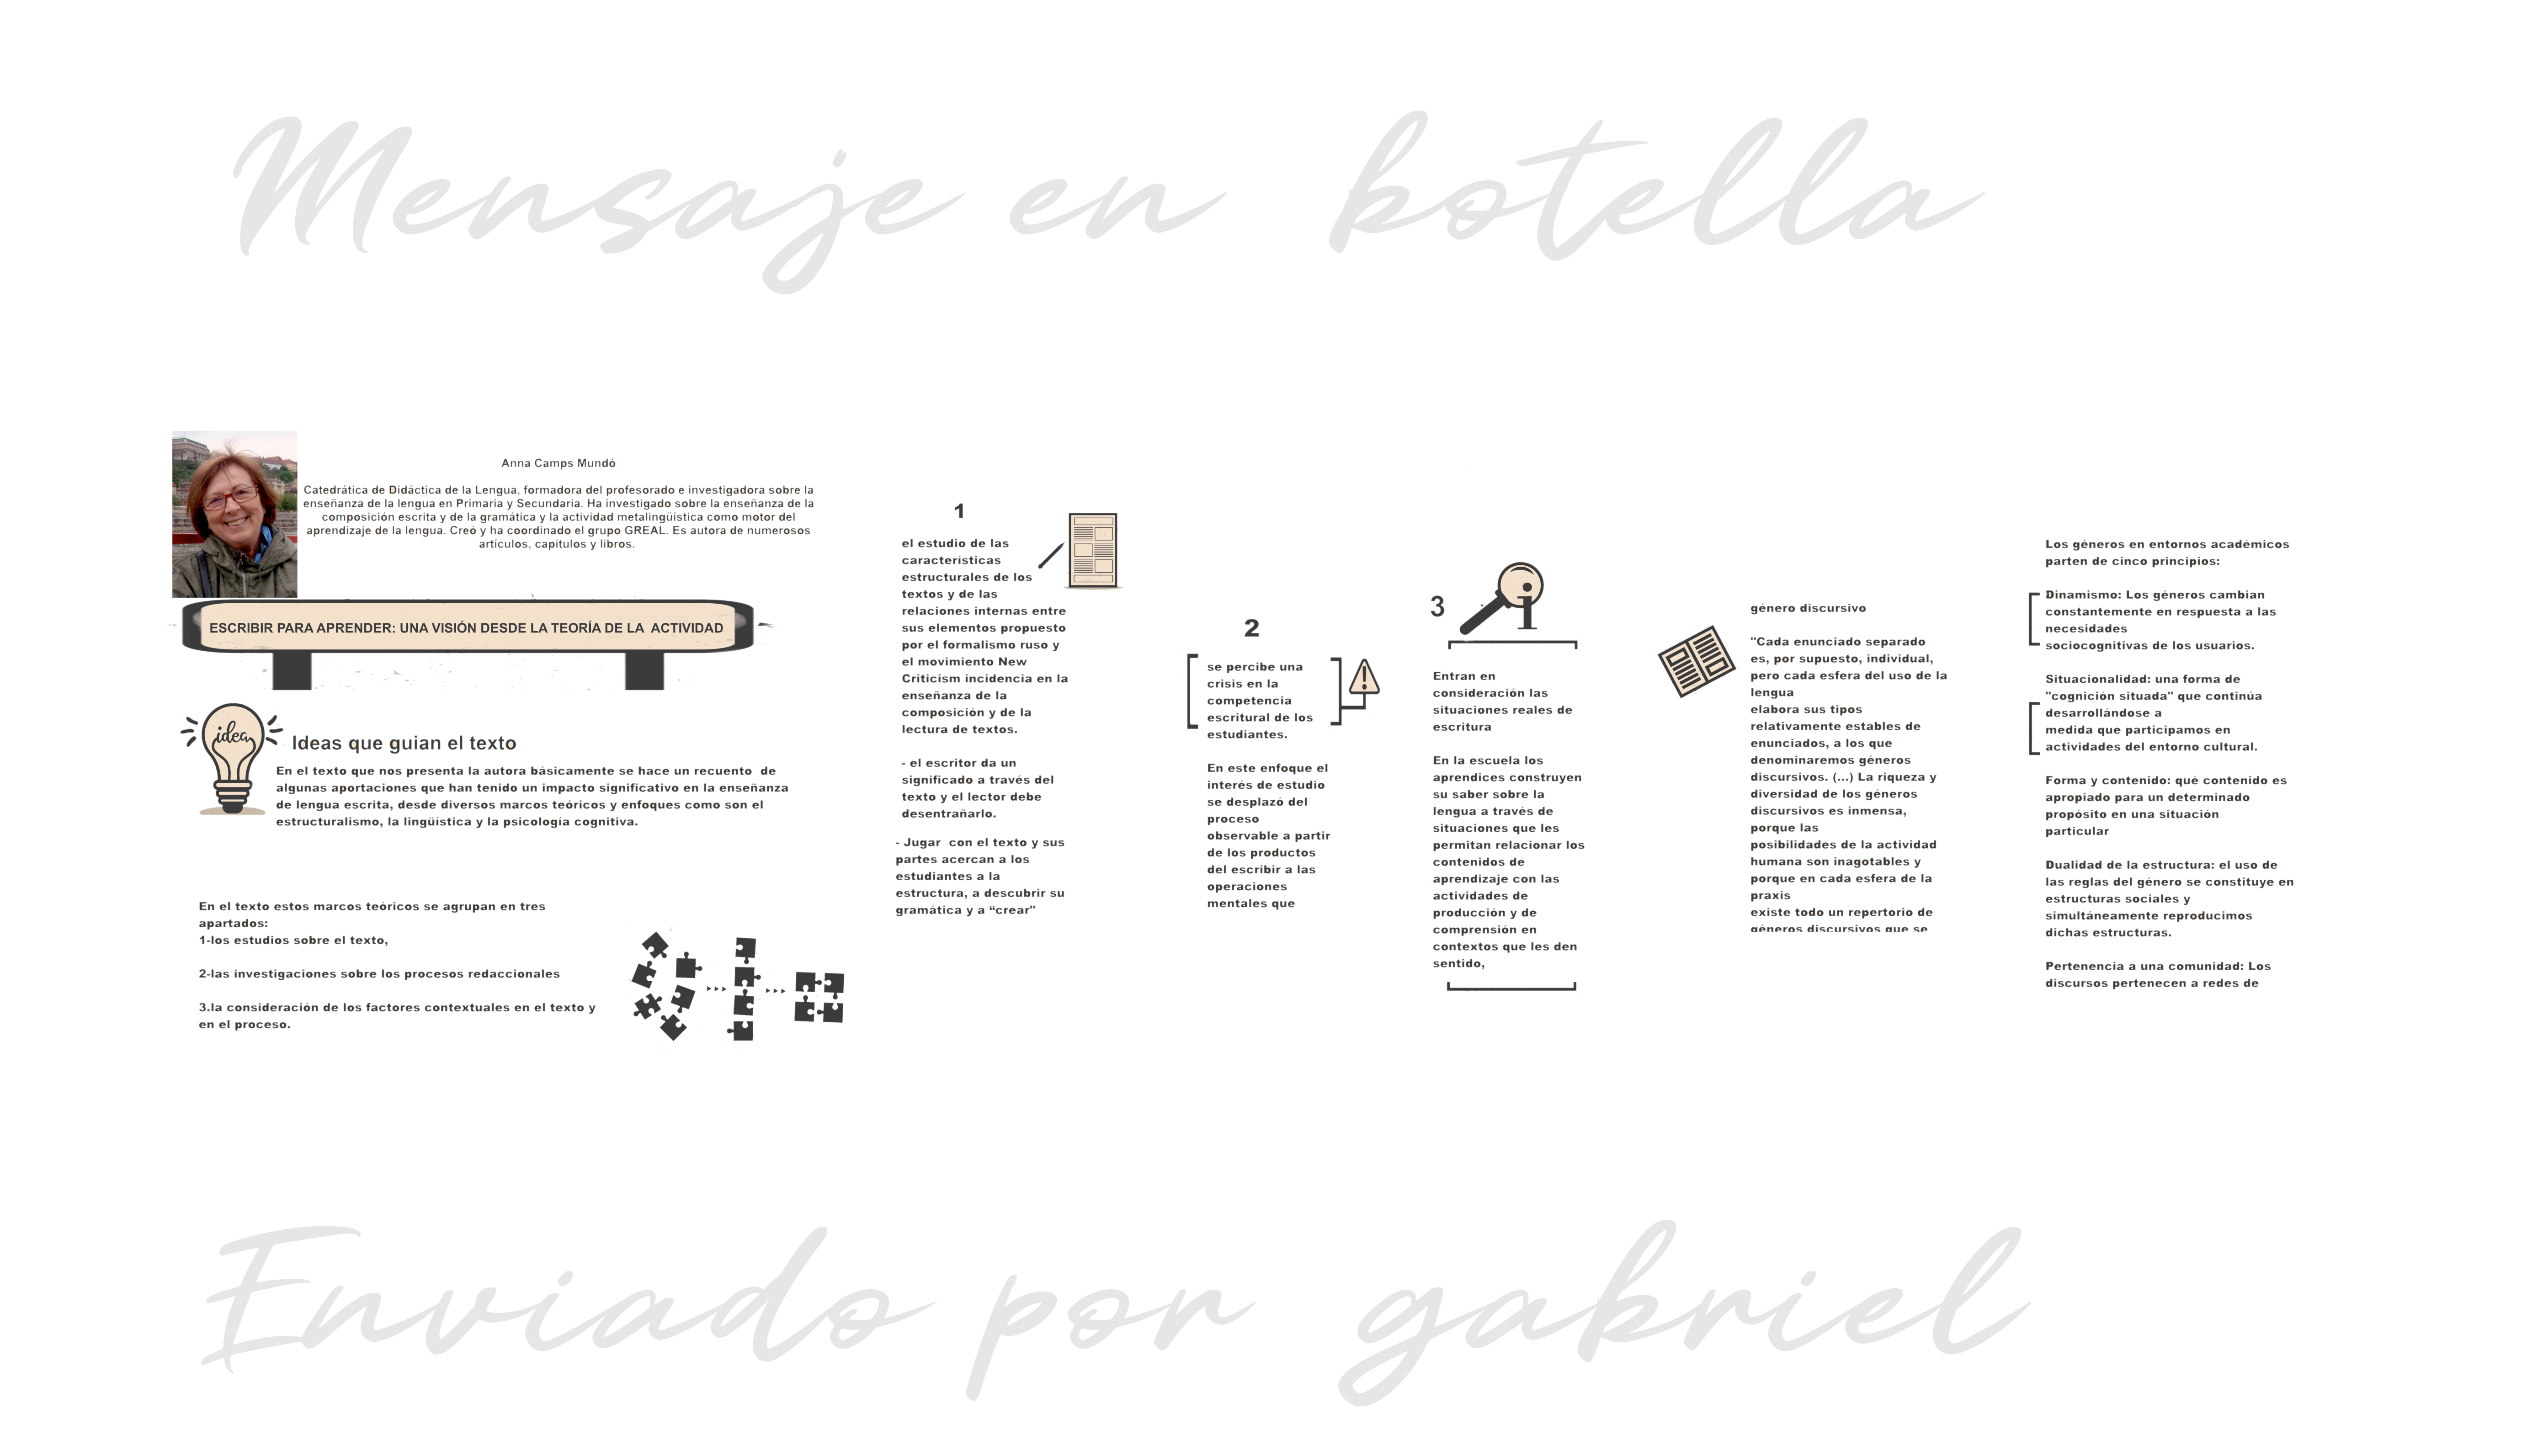 Mensaje en botella
Anna Camps Mundó
Catedrática de Didáctica de la Lengua, formadora del profesorado e investigadora sobre la
enseñanza de la lengua en Primaria y Secundaria. Ha investigado sobre la enseñanza de la
composición escrita y de la gramática y la actividad metalingüística como motor del
aprendizaje de la lengua. Creó y ha coordinado el grupo GREAL. Es autora de numerosos
artículos, capítulos y libros.
ESCRIBIR PARA APRENDER: UNA VISIÓN DESDE LA TEORÍA DE LA ACTIVIDAD
idea
Ideas que guian el texto
En el texto que nos presenta la autora básicamente se hace un recuento de
algunas aportaciones que han tenido un impacto significativo en la enseñanza
de lengua escrita, desde diversos marcos teóricos y enfoques como son el
estructuralismo, la lingüística y la psicología cognitiva.
En el texto estos marcos teóricos se agrupan en tres
apartados:
1-los estudios sobre el texto,
2-las investigaciones sobre los procesos redaccionales
3.la consideración de los factores contextuales en el texto y
en el proceso.
1
el estudio de las
características
estructurales de los
textos y de las
relaciones internas entre
sus elementos propuesto
por el formalismo ruso y
el movimiento New
Criticism incidencia en la
enseñanza de la
composición y de la
lectura de textos.
- el escritor da un
significado a través del
texto y el lector debe
desentrañarlo.
- Jugar con el texto y sus
partes acercan a los
estudiantes a la
estructura, a descubrir su
gramática y a “crear”
2
se percibe una
crisis en la
competencia
escritural de los
estudiantes.
En este enfoque el
interés de estudio
se desplazó del
proceso
observable a partir
de los productos
del escribir a las
operaciones
mentales que
3
Entran en
consideración las
situaciones reales de
escritura
En la escuela los
aprendices construyen
su saber sobre la
lengua a través de
situaciones que les
permitan relacionar los
contenidos de
aprendizaje con las
actividades de
producción y de
comprensión en
contextos que les den
sentido,
género discursivo
"Cada enunciado separado
es, por supuesto, individual,
pero cada esfera del uso de la
lengua
elabora sus tipos
relativamente estables de
enunciados, a los que
denominaremos géneros
discursivos. (...) La riqueza y
diversidad de los géneros
discursivos es inmensa,
porque las
posibilidades de la actividad
humana son inagotables y
porque en cada esfera de la
praxis
existe todo un repertorio de
géneros discursivos que se
Los géneros en entornos académicos
parten de cinco principios:
Dinamismo: Los géneros cambian
constantemente en respuesta a las
necesidades
sociocognitivas de los usuarios.
Situacionalidad: una forma de
"cognición situada" que continúa
desarrollándose a
medida que participamos en
actividades del entorno cultural.
Forma y contenido: qué contenido es
apropiado para un determinado
propósito en una situación
particular
Dualidad de la estructura: el uso de
las reglas del género se constituye en
estructuras sociales y
simultáneamente reproducimos
dichas estructuras.
Pertenencia a una comunidad: Los
discursos pertenecen a redes de
Enviado por gabriel